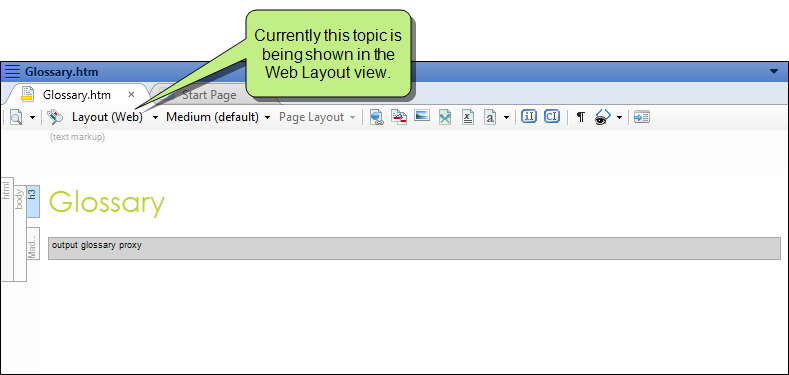 Currently this topic is
being shown in the
Web Layout view.
Glossary.htm
Glossary.htm × Start Page
Layout (Web) Medium (default) Page Layout
(text markup)
html
body
h3
Glossary
Mad...
output glossary proxy